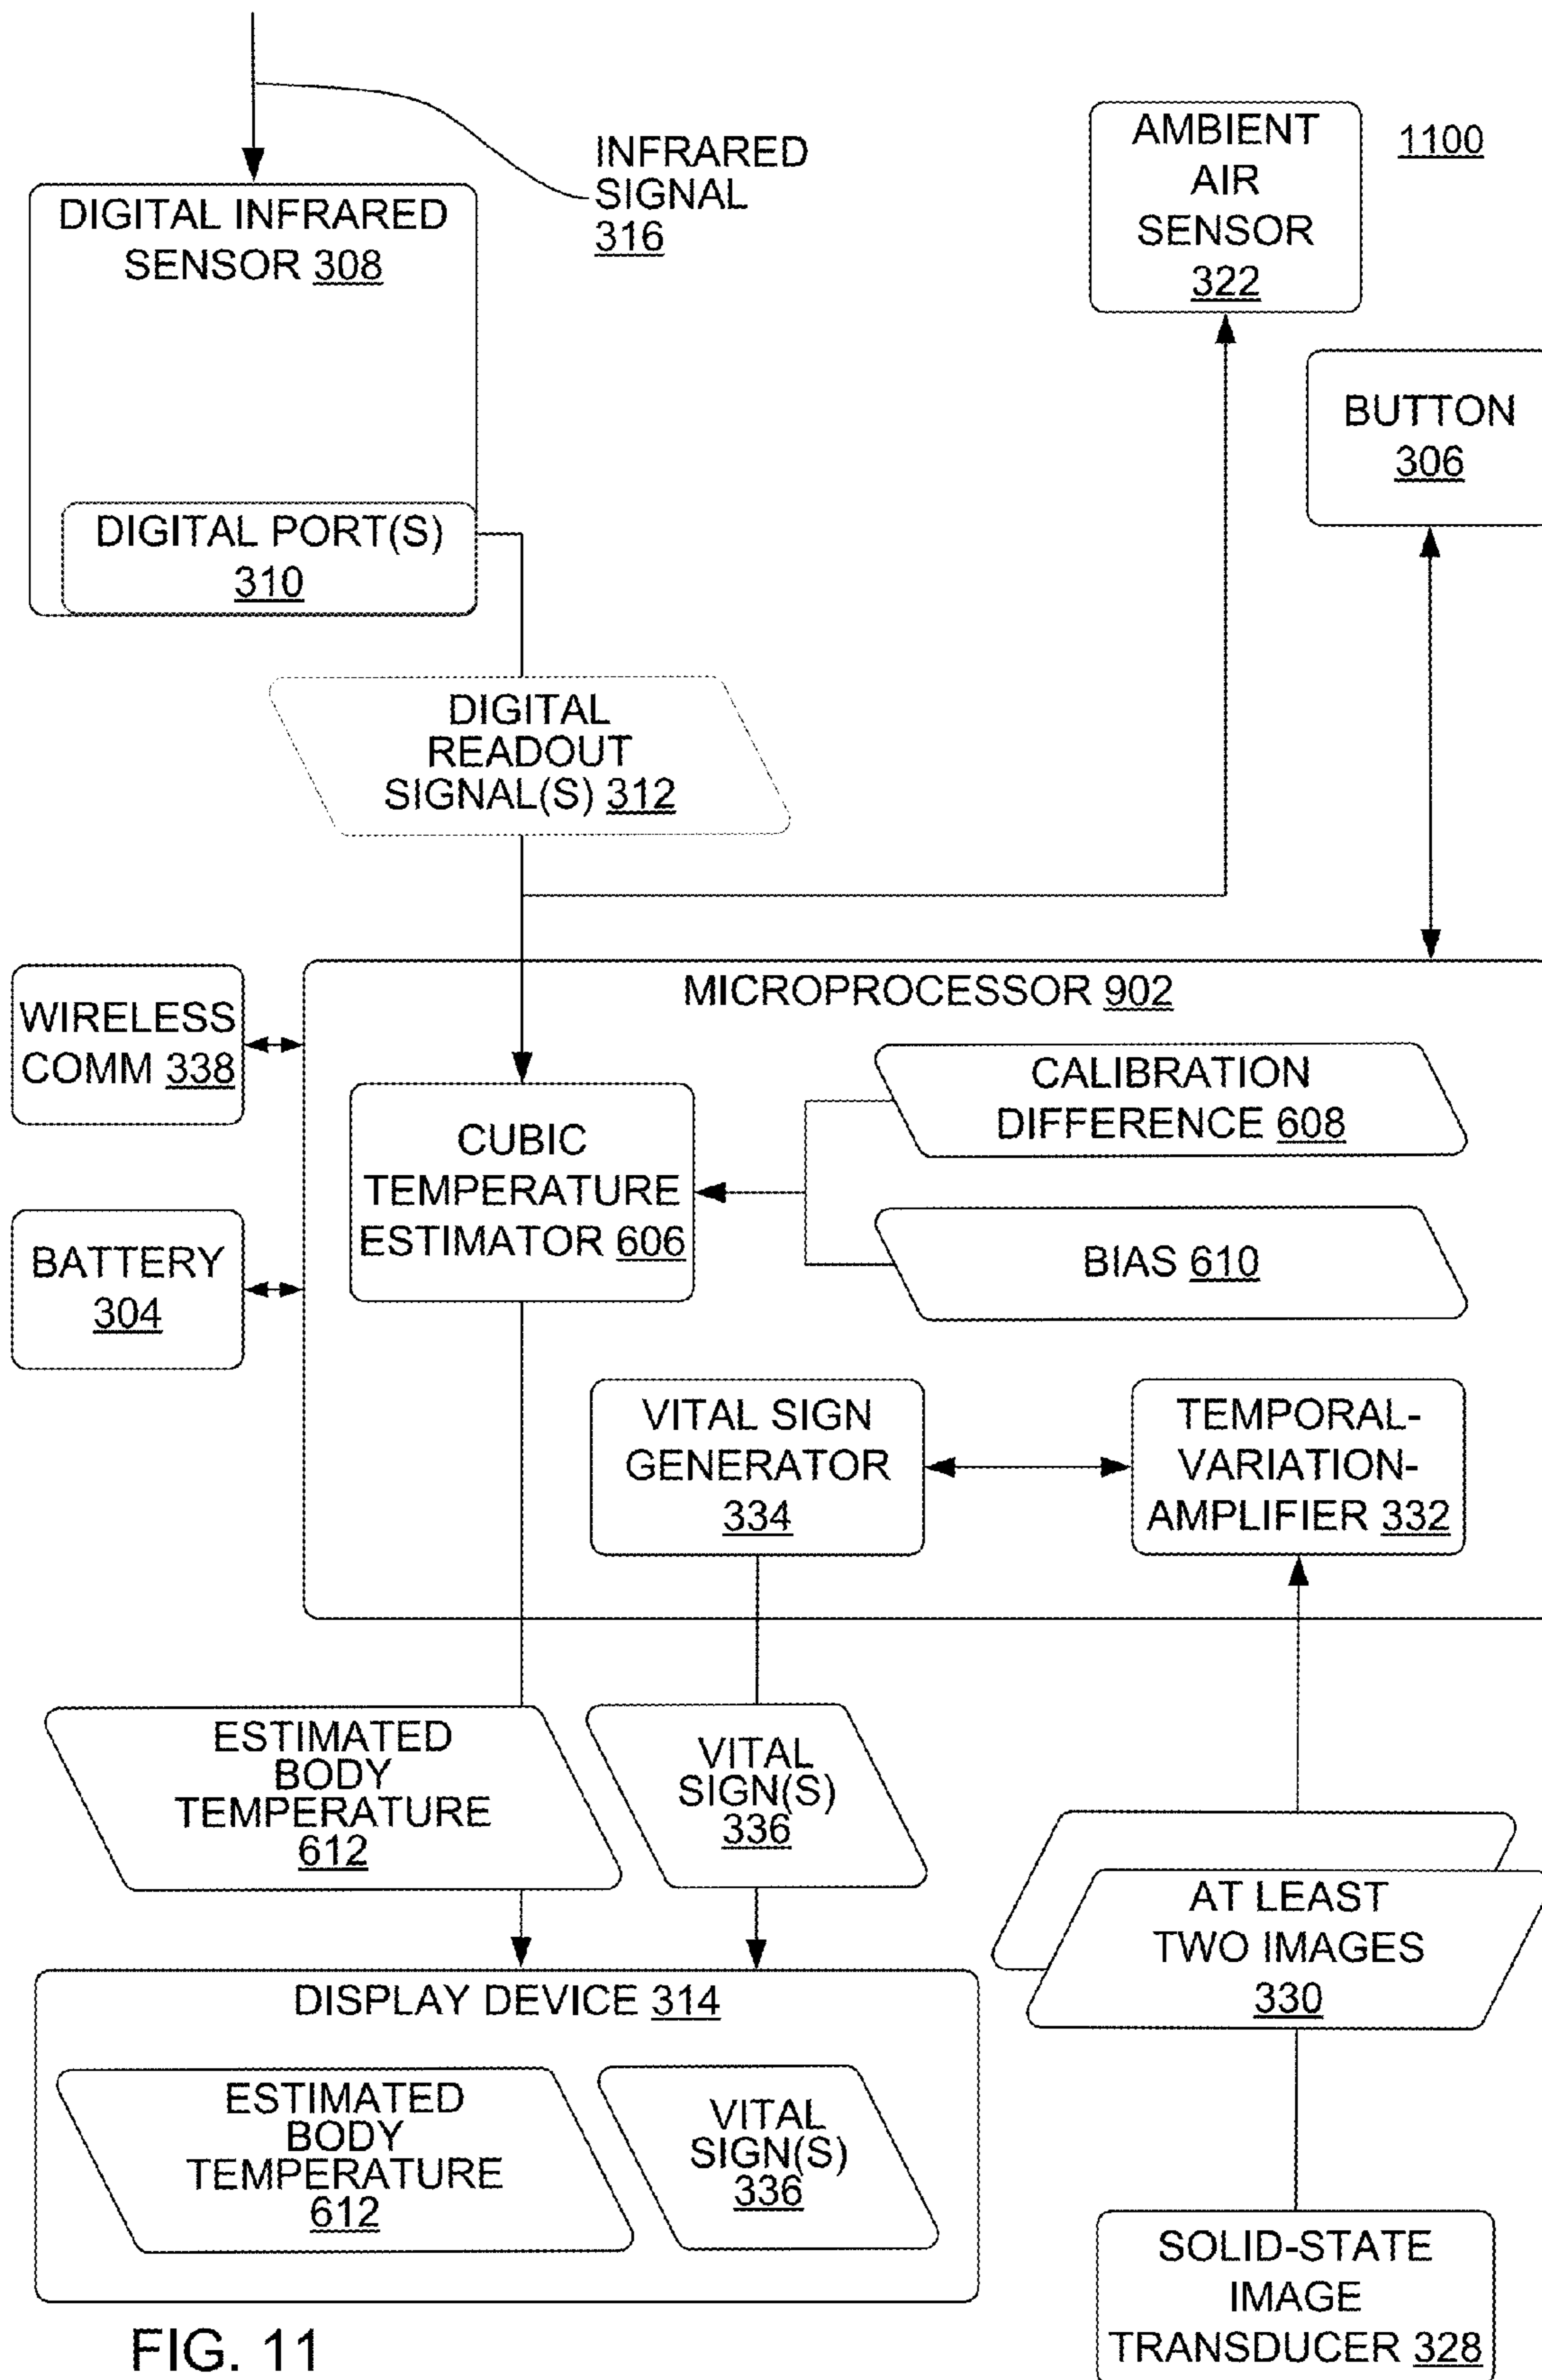 INFRARED
SIGNAL
316
AMBIENT
AIR
SENSOR
322
1100
DIGITAL INFRARED
SENSOR 308
BUTTON
306
DIGITAL PORT(S)
310
DIGITAL
READOUT
SIGNAL(S) 312
MICROPROCESSOR 902
WIRELESS
COMM 338
CALIBRATION
DIFFERENCE 608
CUBIC
TEMPERATURE
ESTIMATOR 606
BATTERY
304
BIAS 610
VITAL SIGN
GENERATOR
334
TEMPORAL-
VARIATION-
AMPLIFIER 332
ESTIMATED
BODY
TEMPERATURE
612
VITAL
SIGN(S)
336
AT LEAST
TWO IMAGES
330
DISPLAY DEVICE 314
ESTIMATED
BODY
TEMPERATURE
612
VITAL
SIGN(S)
336
SOLID-STATE
IMAGE
TRANSDUCER 328
FIG. 11